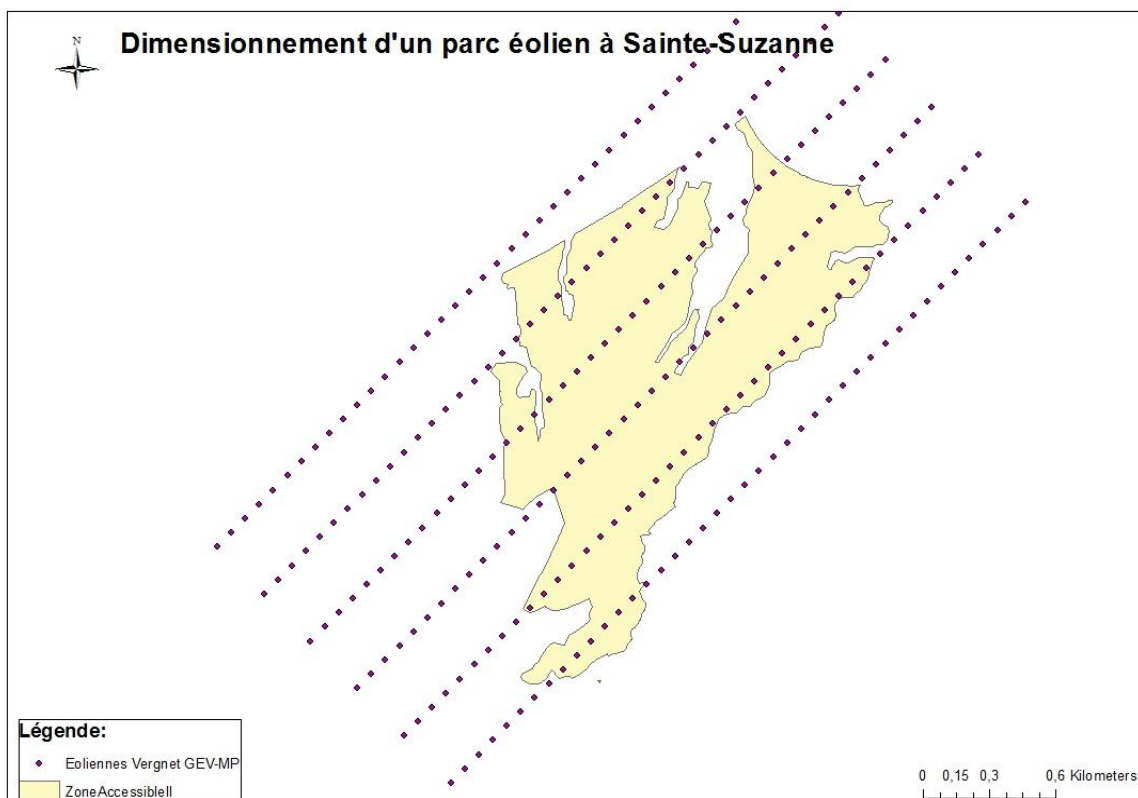 N
Dimensionnement d'un parc éolien à Sainte-Suzanne
Légende:
Eoliennes Vergnet GEV-MP
ZoneAccessibleII
0 0,15 0,3 0,6 Kilometers